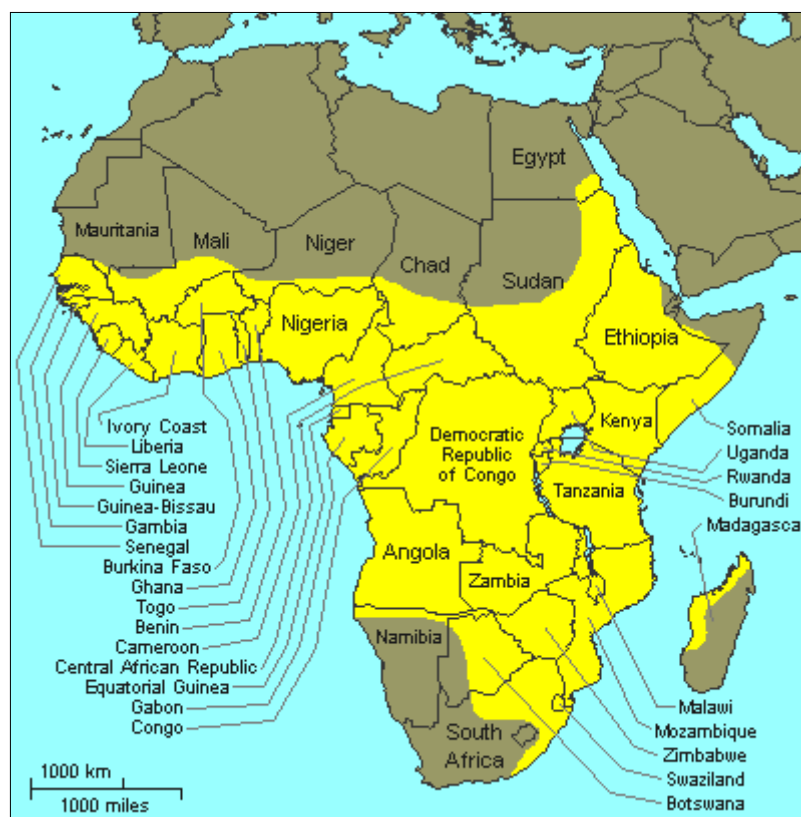 Egypt
Mauritania
Mali
Niger
Chad
Sudan
Nigeria
Ethiopia
Kenya
Democratic
Republic
of Congo
Tanzania
Angola
Zambia
Namibia
South
Africa
Ivory Coast
Liberia
Sierra Leone
Guinea
Guinea-Bissau
Gambia
Senegal
Burkina Faso
Ghana
Togo
Benin
Cameroon
Central African Republic
Equatorial Guinea
Gabon
Congo
Somalia
Uganda
Rwanda
Burundi
Madagasca
Malawi
Mozambique
Zimbabwe
Swaziland
Botswana
1000 km
1000 miles